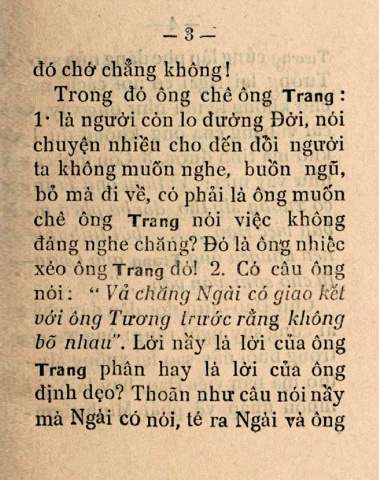 — 3 —
đó chớ chẳng không!
Trong đó ông chê ông Trang:
1· là người còn lo dưởng Đời, nói
chuyện nhiều cho đến đổi người
ta không muốn nghe, buồn ngũ,
bỏ mà đi về, có phải là ông muốn
chê ông Trang nói việc không
đáng nghe chăng? Đó là ông nhiệc
xéo ông Trang đó! 2. Có câu ông
nói: “ Vả chăng Ngài có giao kết
với ông Tương trước rằng không
bỏ nhau”. Lời nầy là lời của ông
Trang phân hay là lời của ông
định dẹo? Thoãn như câu nói nầy
mà Ngài có nói, té ra Ngài và ông